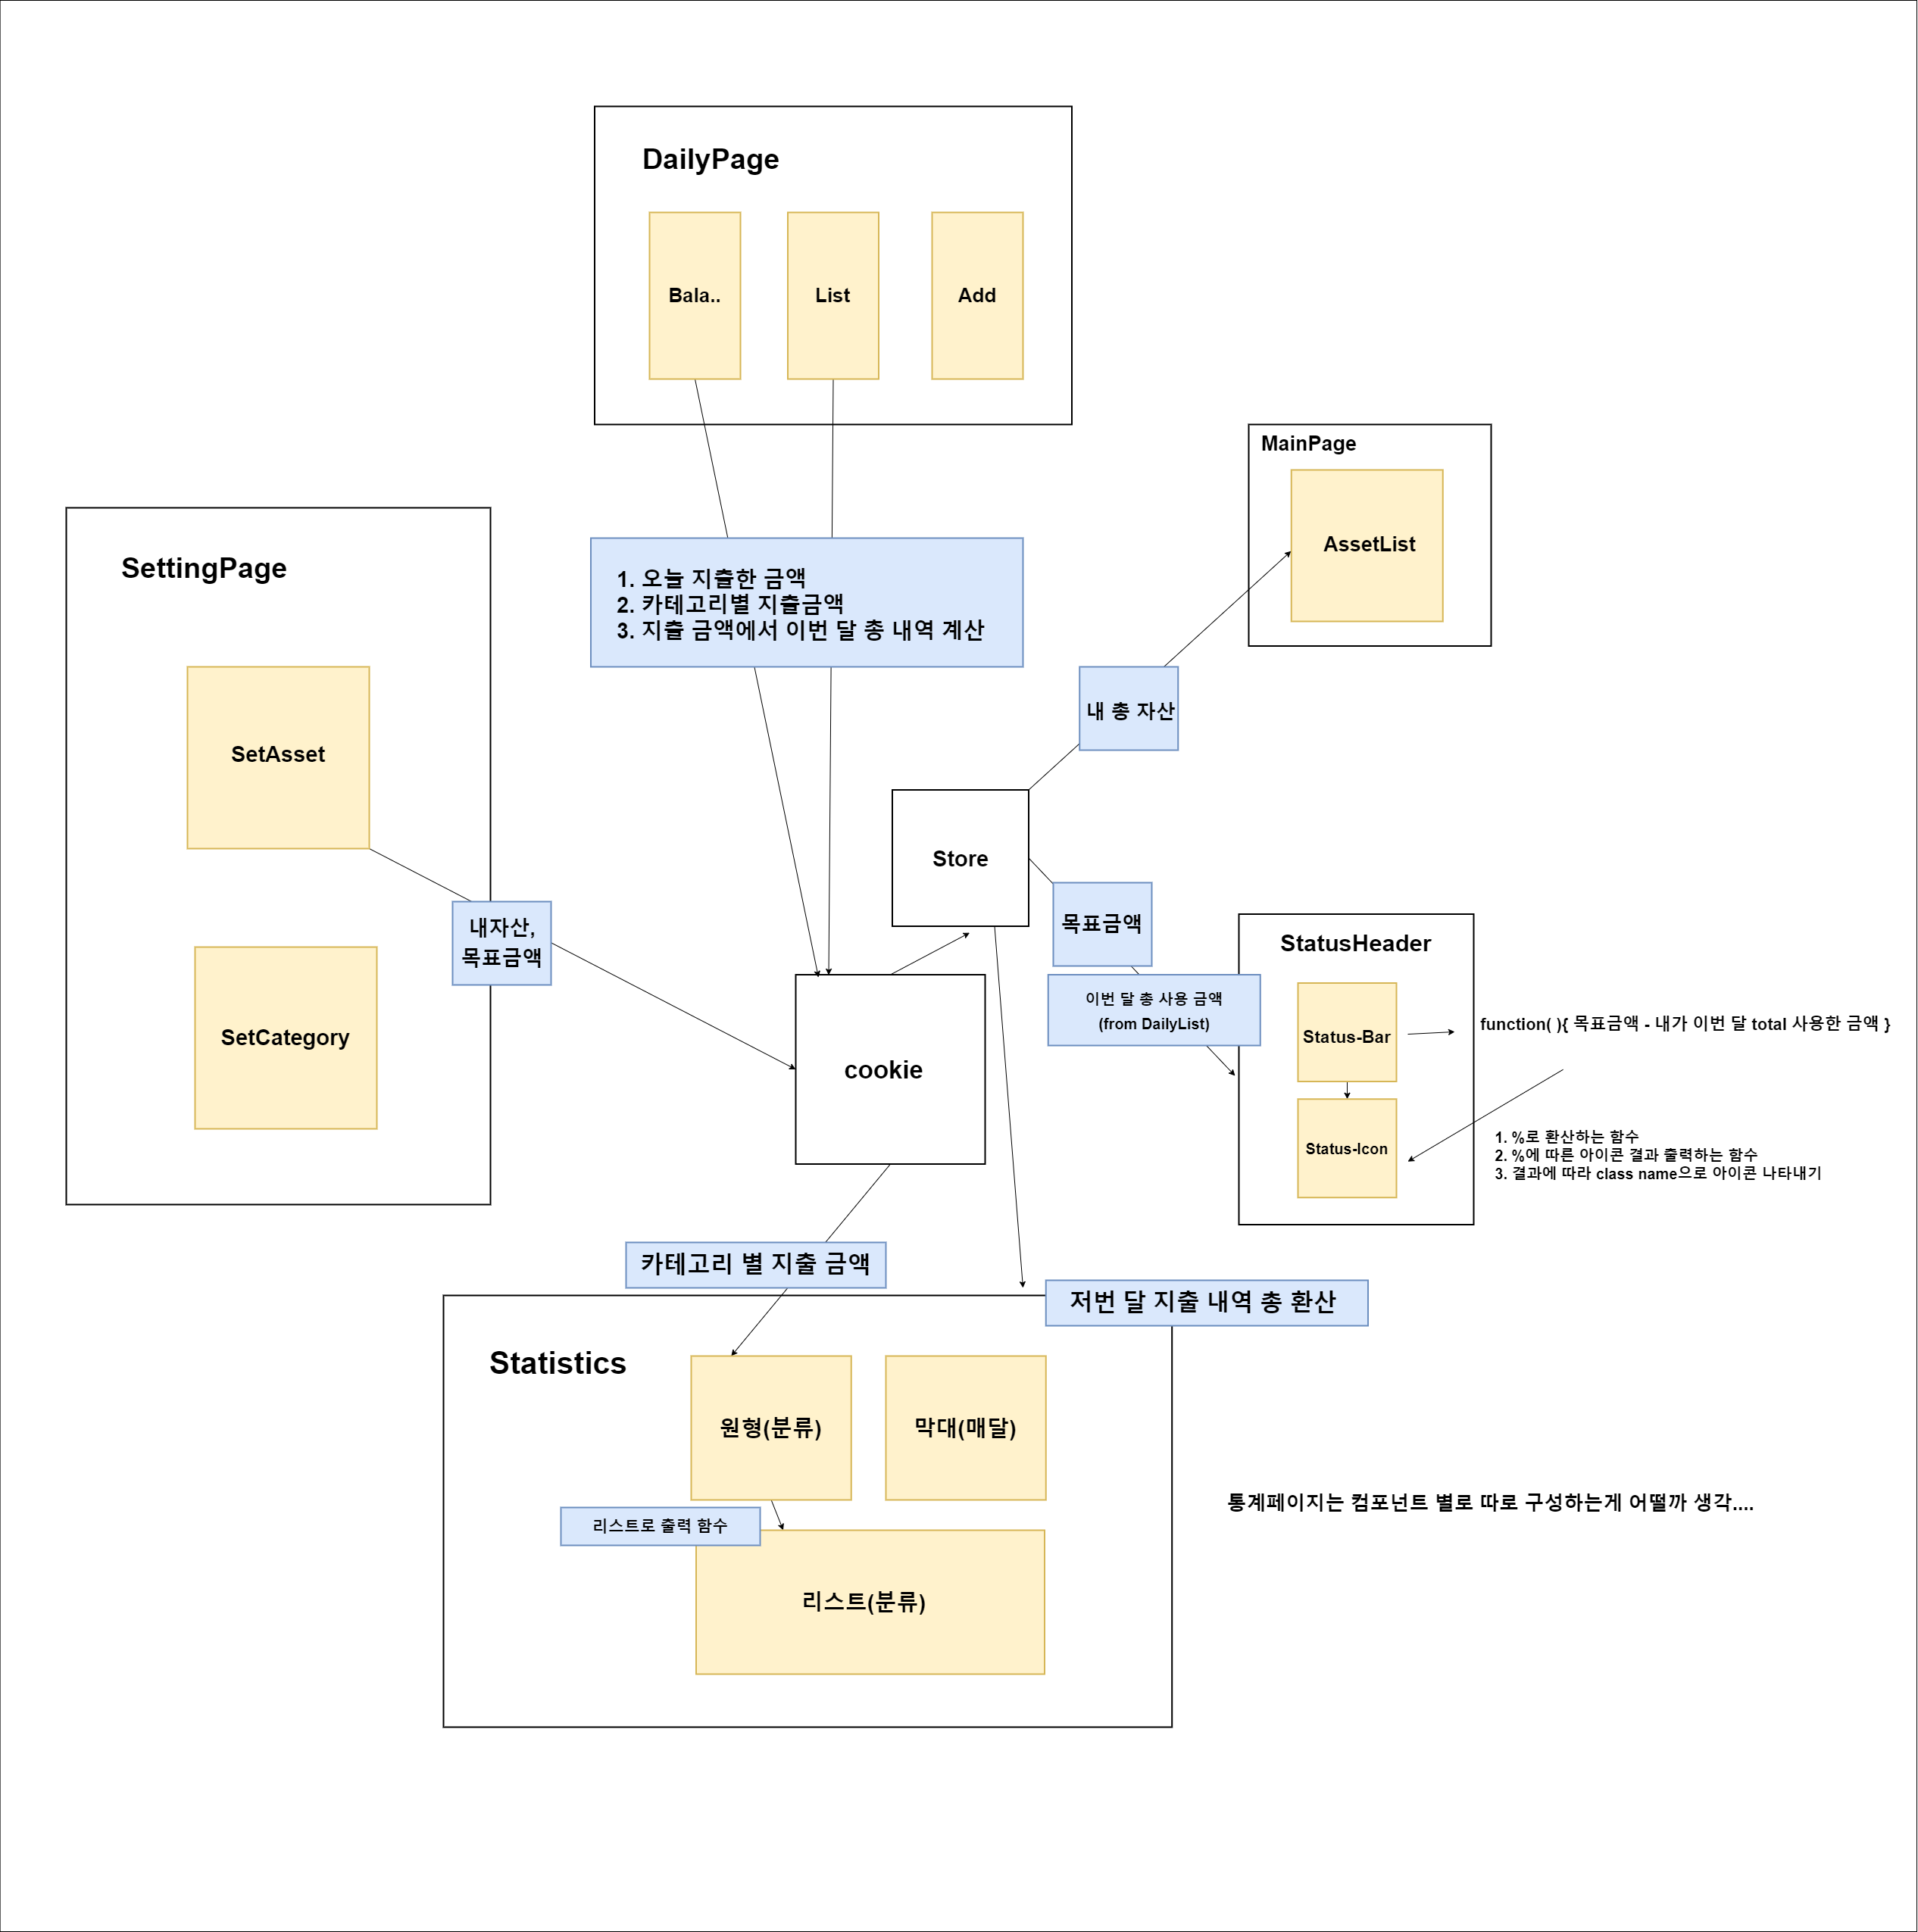 DailyPage
Bala..
List
Add
MainPage
AssetList
SettingPage
1. 오늘 지출한 금액
2. 카테고리별 지출금액
3. 지출 금액에서 이번 달 총 내역 계산
내 총 자산
SetAsset
Store
내자산,
목표금액
목표금액
StatusHeader
이번 달 총 사용 금액
(from DailyList)
SetCategory
cookie
Status-Bar
function( ){ 목표금액 - 내가 이번 달 total 사용한 금액 }
Status-Icon
1. %로 환산하는 함수
2. %에 따른 아이콘 결과 출력하는 함수
3. 결과에 따라 class name으로 아이콘 나타내기
카테고리 별 지출 금액
저번 달 지출 내역 총 환산
Statistics
원형(분류)
막대(매달)
통계페이지는 컴포넌트 별로 따로 구성하는게 어떨까 생각....
리스트로 출력 함수
리스트(분류)